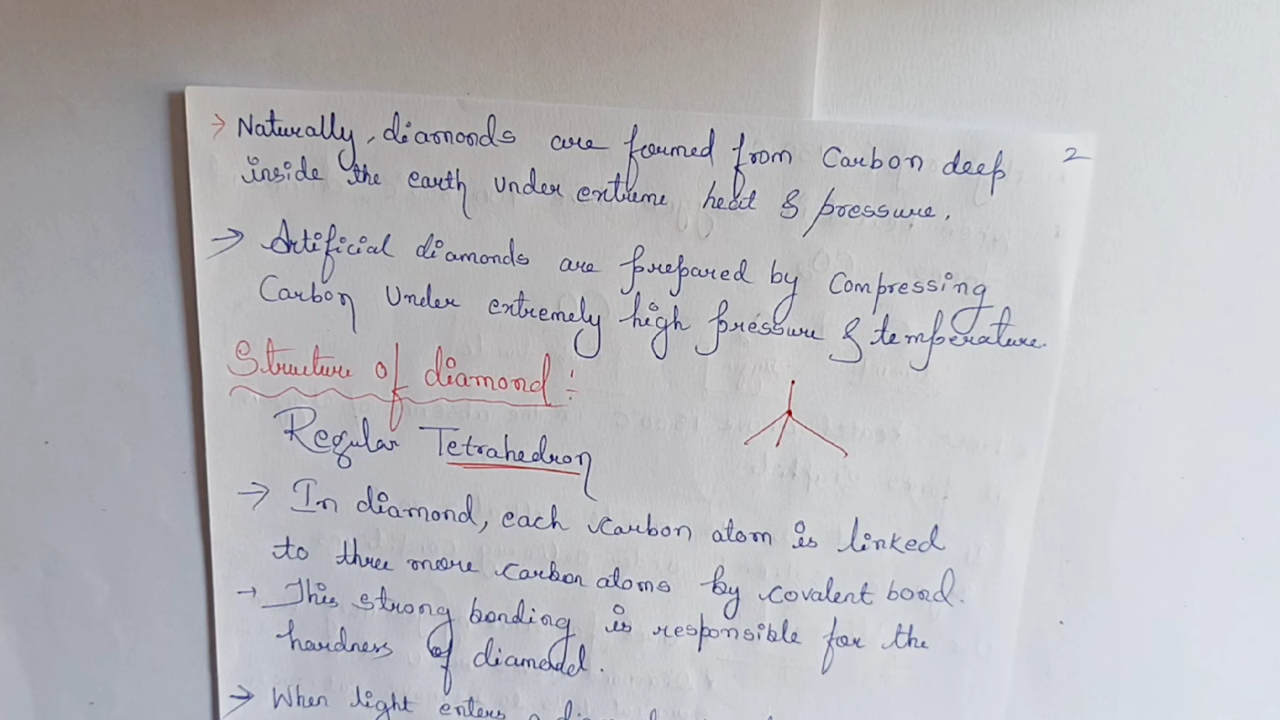 → Naturally, diamonds are formed from Carbon deep
2
inside the earth under extreme heat & pressure.
→ Artificial diamonds are prepared by Compressing
Carbon Under extremely high pressure & temperature.
Structure of diamond :-
Regular Tetrahedron
→ In diamond, each carbon atom is linked
to three more carbon atoms by covalent bond.
→ This strong bonding is responsible for the
hardness of diamond.
→ When light enters a